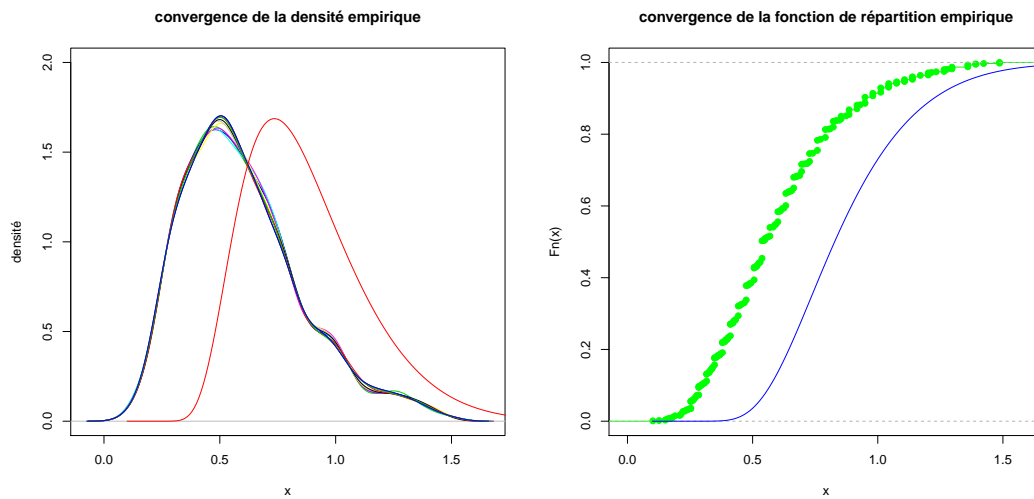 convergence de la densité empirique
densité
2.0
1.5
1.0
0.5
0.0
0.0 0.5 1.0 1.5
x
convergence de la fonction de répartition empirique
Fn(x)
1.0
0.8
0.6
0.4
0.2
0.0
0.0 0.5 1.0 1.5
x